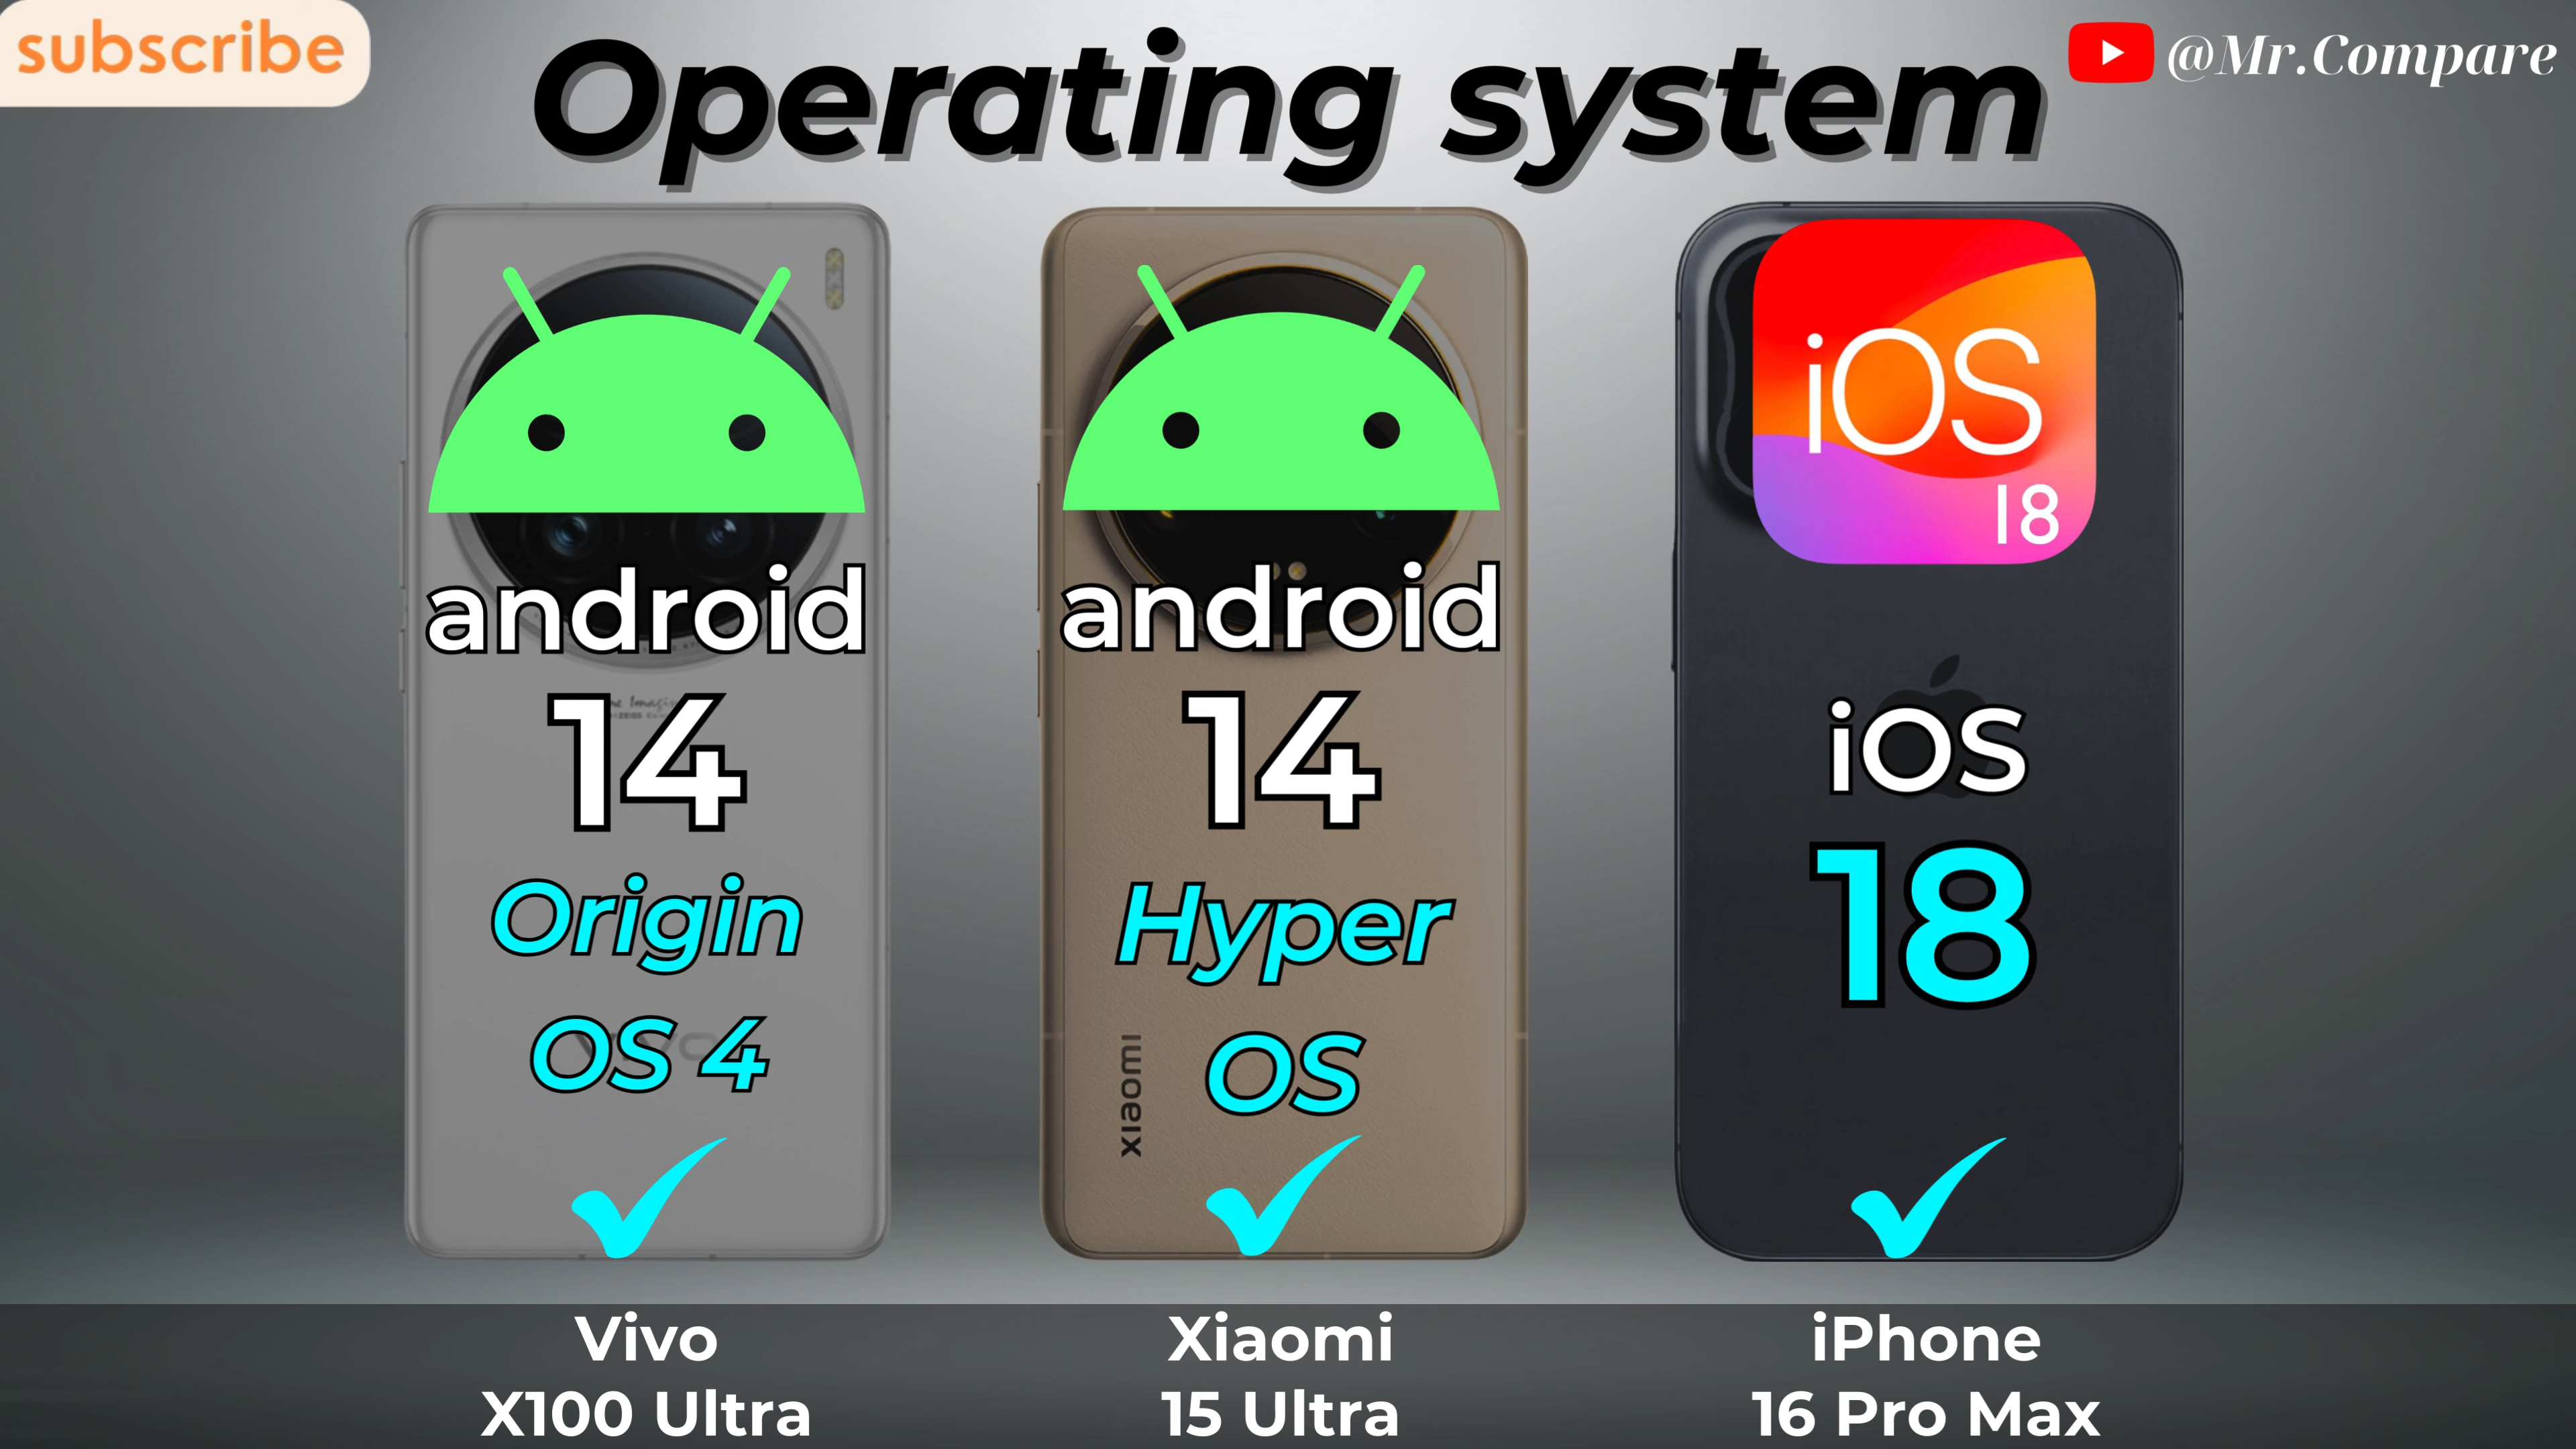 subscribe
Operating system
@Mr.Compare
iOS
18
android
android
14
14
iOS
18
Origin
OS 4
Hyper
OS
xiaomi
Vivo
X100 Ultra
Xiaomi
15 Ultra
iPhone
16 Pro Max